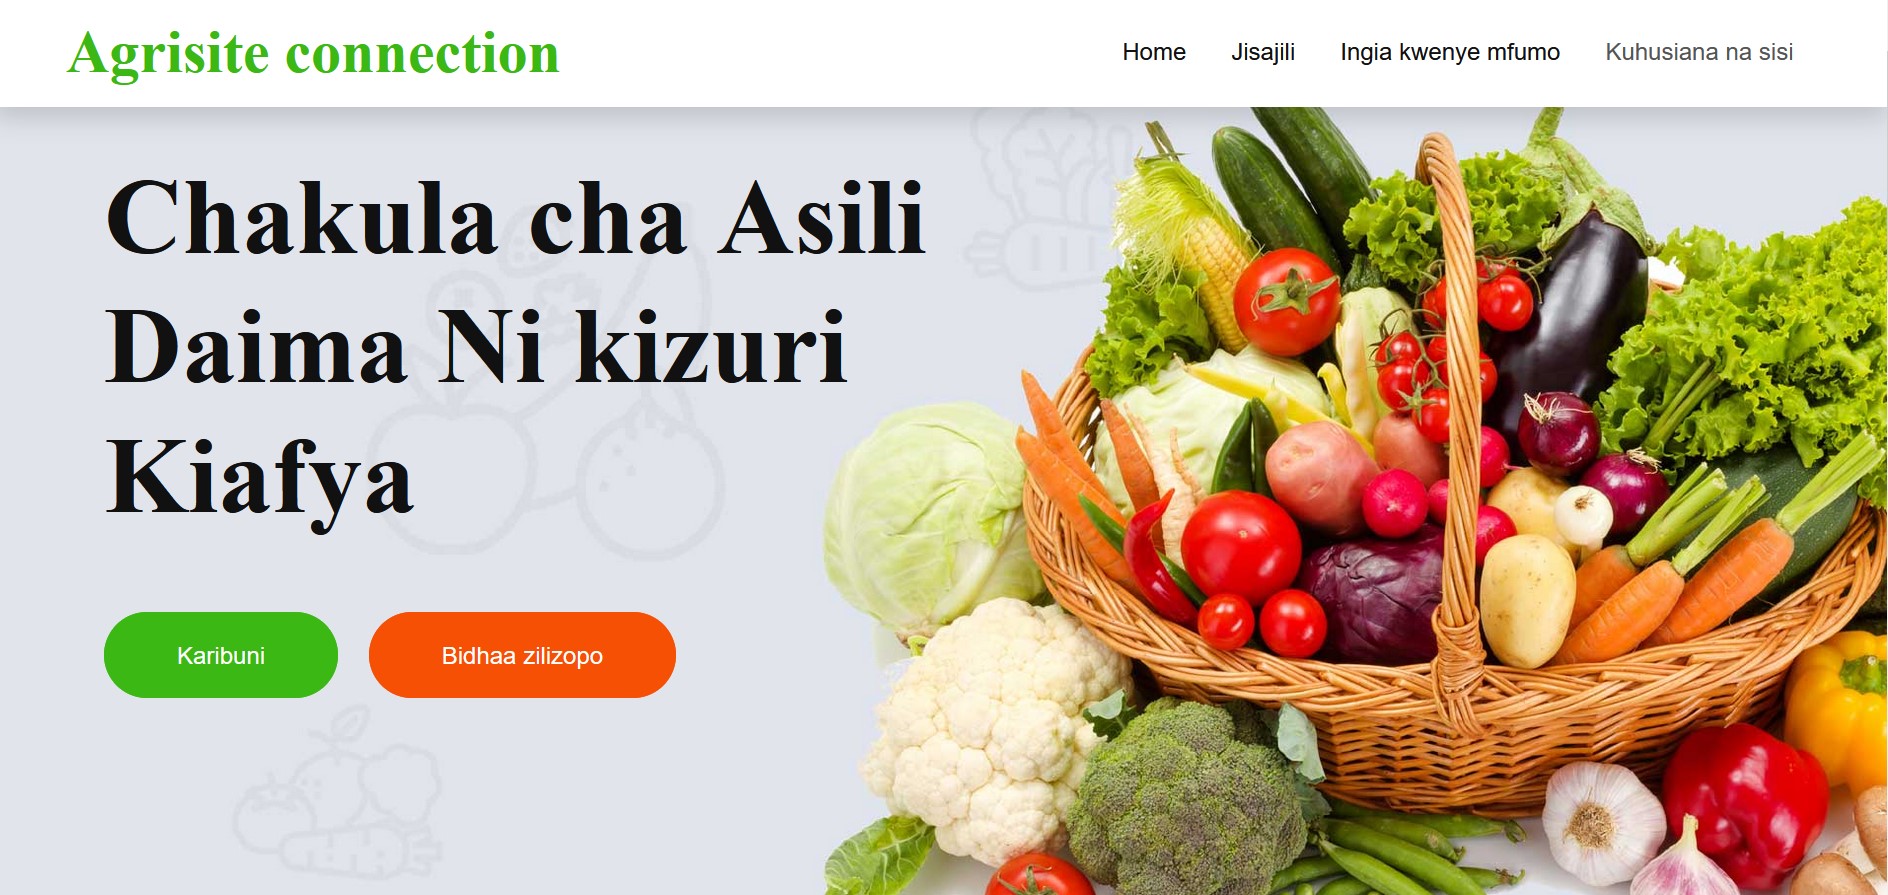 Agrisite connection
Home Jisajili Ingia kwenye mfumo Kuhusiana na sisi
Chakula cha Asili
Daima Ni kizuri
Kiafya
Karibuni Bidhaa zilizopo